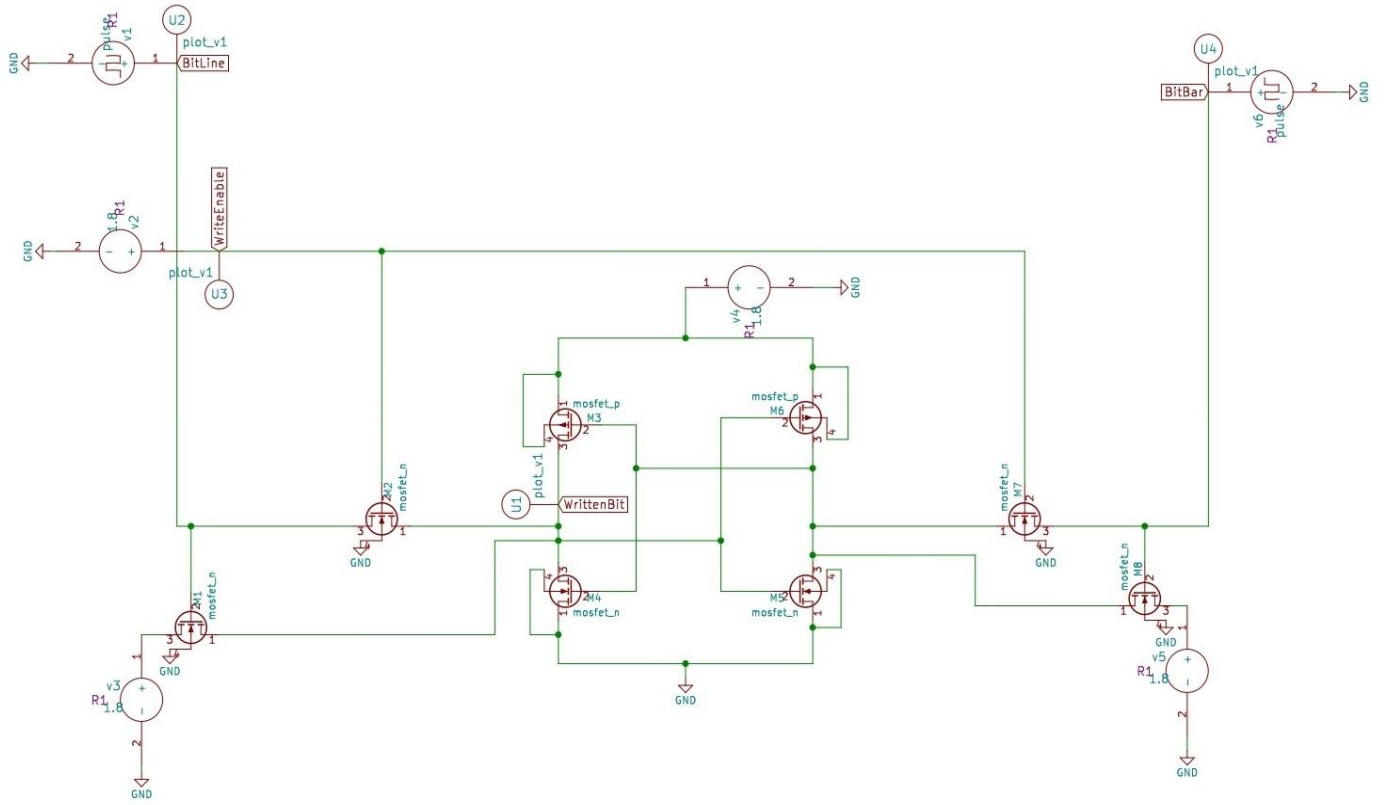 U2
plot_v1
R1
pulse
v1
GND
2
-
+
1
BitLine
U4
plot_v1
BitBar
1
+
-
2
GND
v6
pulse
R1
WriteEnable
R1
1.8
v2
GND
2
-
+
1
plot_v1
U3
1
+
-
2
GND
v4
1.8
R1
mosfet_p
M3
1
2
3
4
mosfet_p
M6
1
2
3
4
plot_v1
U1
WrittenBit
M2
mosfet_n
2
3
1
4
GND
M7
mosfet_n
2
1
3
4
GND
M1
mosfet_n
2
3
1
4
GND
3
4
2
M4
1
mosfet_n
3
4
2
M5
1
mosfet_n
M8
mosfet_n
2
1
3
4
GND
1
v3
+
R1
1.8
-
2
GND
GND
1
v5
+
R1
1.8
-
2
GND